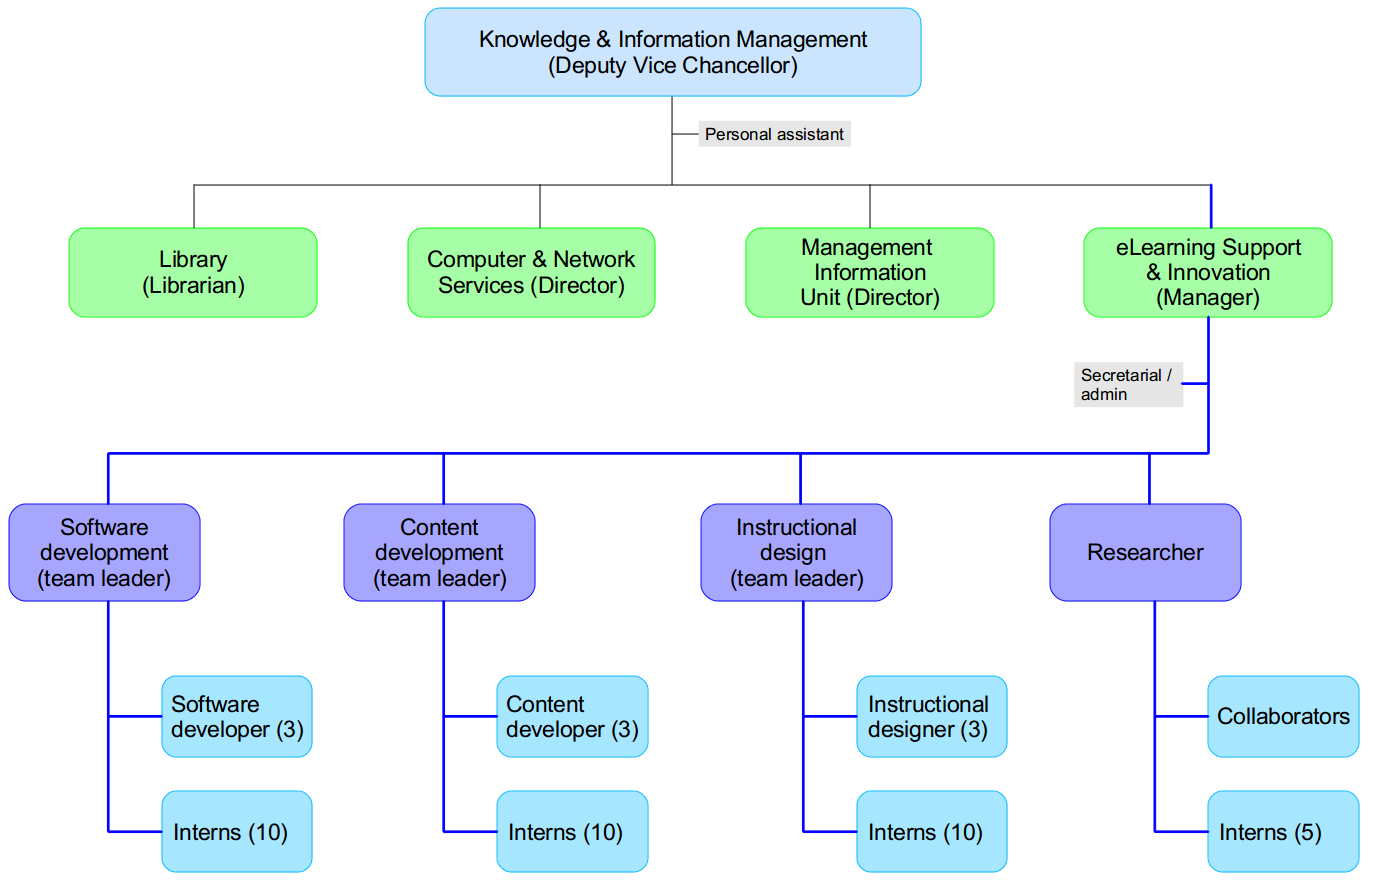 Knowledge & Information Management
(Deputy Vice Chancellor)
Personal assistant
Library
(Librarian)
Computer & Network
Services (Director)
Management
Information
Unit (Director)
eLearning Support
& Innovation
(Manager)
Secretarial /
admin
Software
development
(team leader)
Content
development
(team leader)
Instructional
design
(team leader)
Researcher
Software
developer (3)
Content
developer (3)
Instructional
designer (3)
Collaborators
Interns (10)
Interns (10)
Interns (10)
Interns (5)